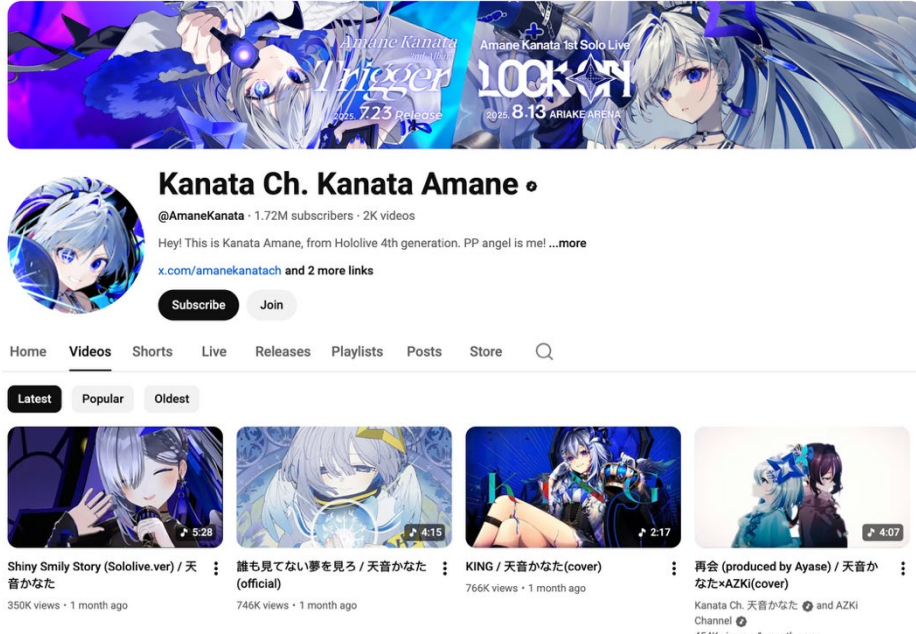 Amane Kanata
2nd Album
Trigger
2025. 7.23 Release
Amane Kanata 1st Solo Live
LOCK ON
2025. 8.13 ARIAKE ARENA
Kanata Ch. Kanata Amane
@AmaneKanata · 1.72M subscribers · 2K videos
Hey! This is Kanata Amane, from Hololive 4th generation. PP angel is me! ...more
x.com/amanekanatach and 2 more links
Subscribe Join
Home Videos Shorts Live Releases Playlists Posts Store
Latest Popular Oldest
5:28 4:15 KING 2:17 4:07
Shiny Smily Story (Sololive.ver) / 天
音かなた
350K views • 1 month ago
誰も見てない夢を見ろ / 天音かなた
(official)
746K views • 1 month ago
KING / 天音かなた(cover)
766K views • 1 month ago
再会 (produced by Ayase) / 天音か
なた×AZKi(cover)
Kanata Ch. 天音かなた and AZKi
Channel